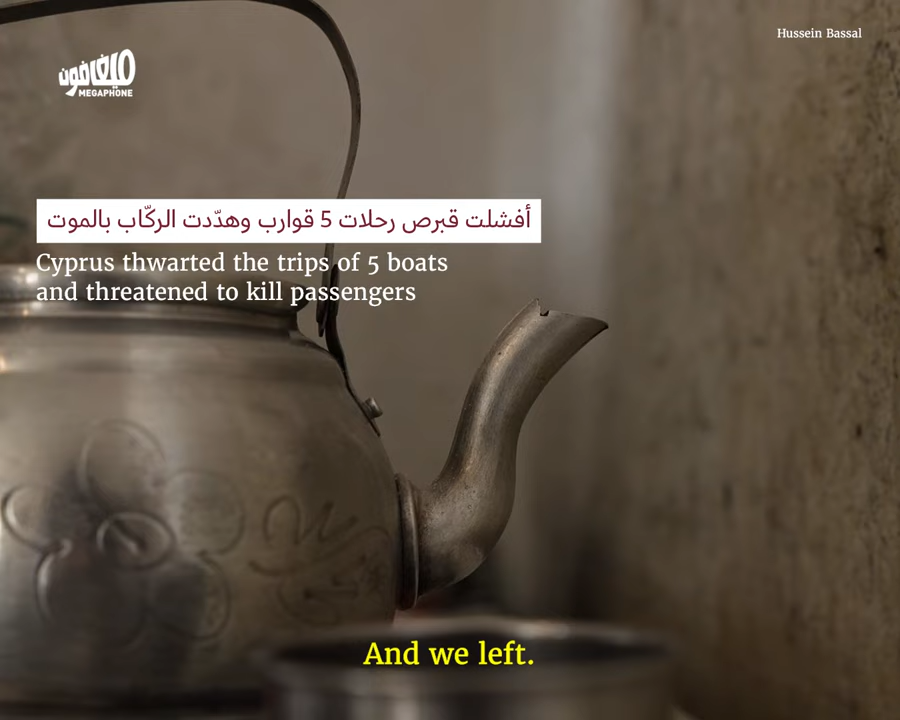 Hussein Bassal
ميغافون
MEGAPHONE
أفشلت قبرص رحلات 5 قوارب وهدّدت الركّاب بالموت
Cyprus thwarted the trips of 5 boats
and threatened to kill passengers
And we left.